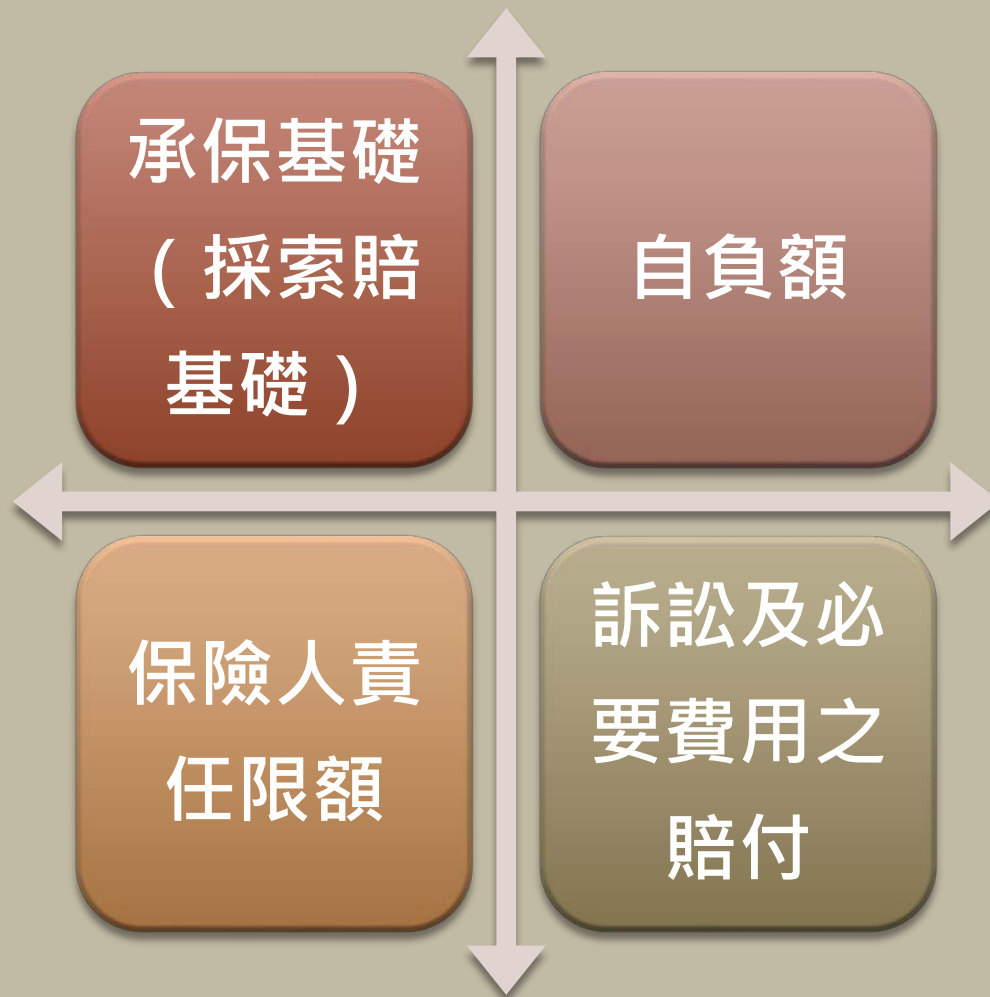 承保基礎
（採索賠
基礎）
自負額
保險人責
任限額
訴訟及必
要費用之
賠付